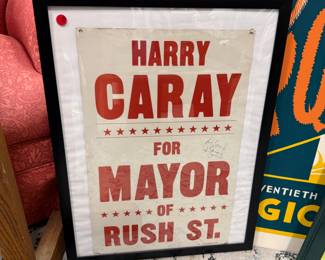 HARRY
CARAY
FOR
MAYOR
OF
RUSH ST.
VENTIETH
GIC